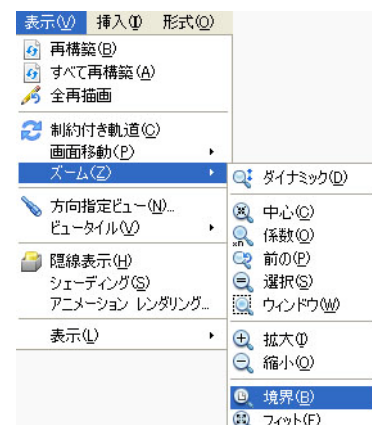 表示(V) 挿入(I) 形式(O)
再構築(B)
すべて再構築(A)
全再描画
制約付き軌道(C)
画面移動(P)
ズーム(Z)
方向指定ビュー(N)...
ビュータイル(V)
隠線表示(H)
シェーディング(S)
アニメーション レンダリング...
表示(L)
ダイナミック(D)
中心(C)
係数(O)
前の(P)
選択(S)
ウィンドウ(W)
拡大(I)
縮小(O)
境界(B)
フィット(F)